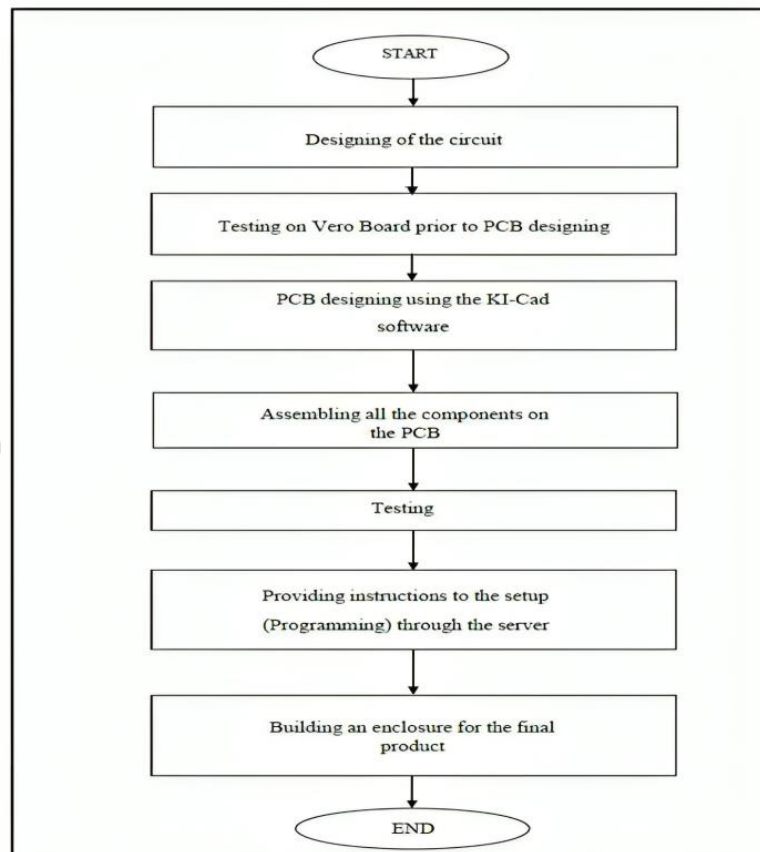 START
Designing of the circuit
Testing on Vero Board prior to PCB designing
PCB designing using the KI-Cad
software
Assembling all the components on
the PCB
Testing
Providing instructions to the setup
(Programming) through the server
Building an enclosure for the final
product
END